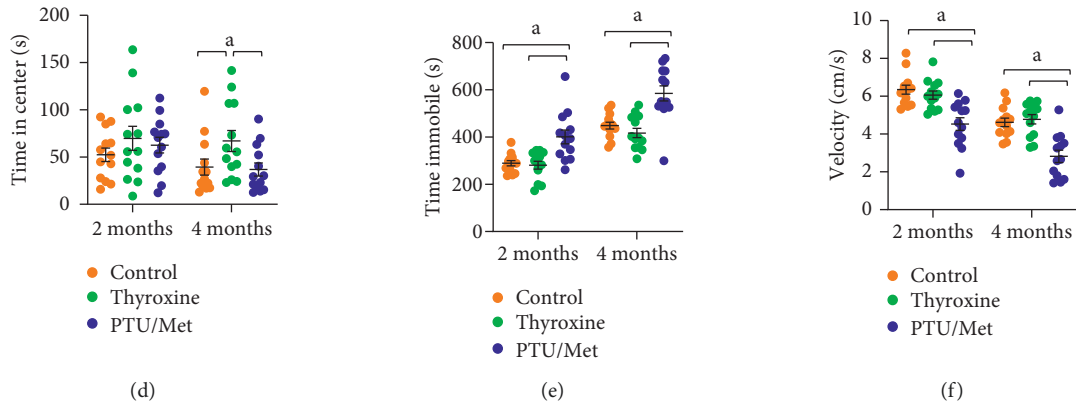 Time in center (s)
200
150
100
50
0
a
2 months
4 months
Control
Thyroxine
PTU/Met
(d)
Time immobile (s)
800
600
400
200
0
a
a
2 months
4 months
Control
Thyroxine
PTU/Met
(e)
Velocity (cm/s)
10
8
6
4
2
0
a
a
2 months
4 months
Control
Thyroxine
PTU/Met
(f)